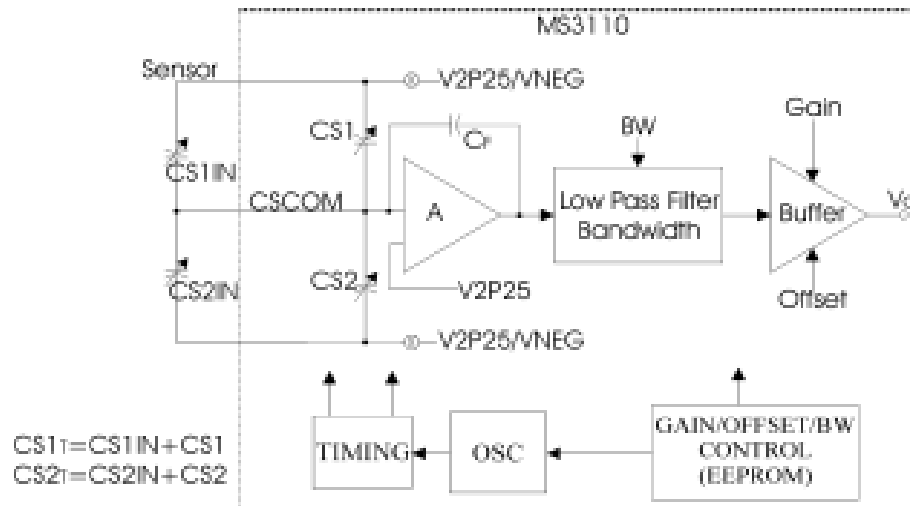 MS3110
Sensor
V2P25/VNEG
CS1
CF
BW
Gain
CS1IN
CSCOM
A
Low Pass Filter
Bandwidth
Buffer
CS2IN
CS2
V2P25
Offset
V2P25/VNEG
CS1T=CS1IN+CS1
CS2T=CS2IN+CS2
TIMING
OSC
GAIN/OFFSET/BW
CONTROL
(EEPROM)